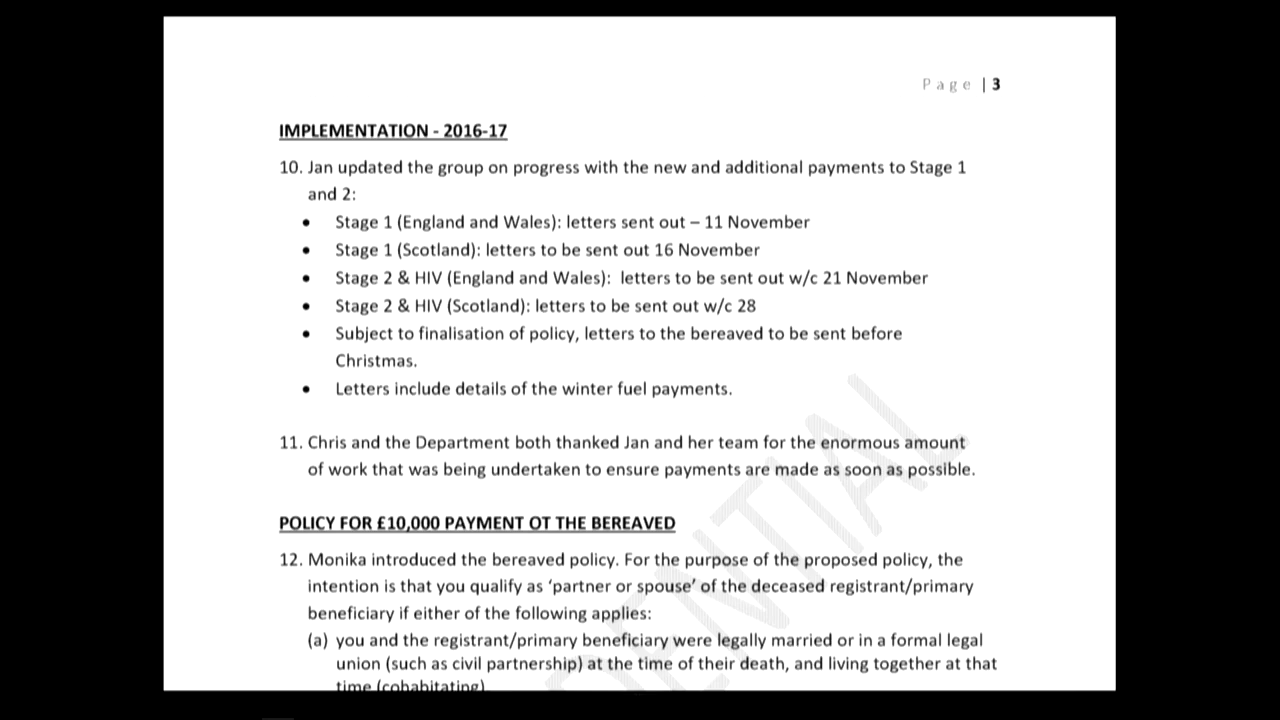 Page | 3
IMPLEMENTATION - 2016-17
10. Jan updated the group on progress with the new and additional payments to Stage 1
and 2:
• Stage 1 (England and Wales): letters sent out – 11 November
• Stage 1 (Scotland): letters to be sent out 16 November
• Stage 2 & HIV (England and Wales): letters to be sent out w/c 21 November
• Stage 2 & HIV (Scotland): letters to be sent out w/c 28
• Subject to finalisation of policy, letters to the bereaved to be sent before
Christmas.
• Letters include details of the winter fuel payments.
11. Chris and the Department both thanked Jan and her team for the enormous amount
of work that was being undertaken to ensure payments are made as soon as possible.
POLICY FOR £10,000 PAYMENT OT THE BEREAVED
12. Monika introduced the bereaved policy. For the purpose of the proposed policy, the
intention is that you qualify as ‘partner or spouse’ of the deceased registrant/primary
beneficiary if either of the following applies:
(a) you and the registrant/primary beneficiary were legally married or in a formal legal
union (such as civil partnership) at the time of their death, and living together at that
time (cohabitating)
DENTIAL